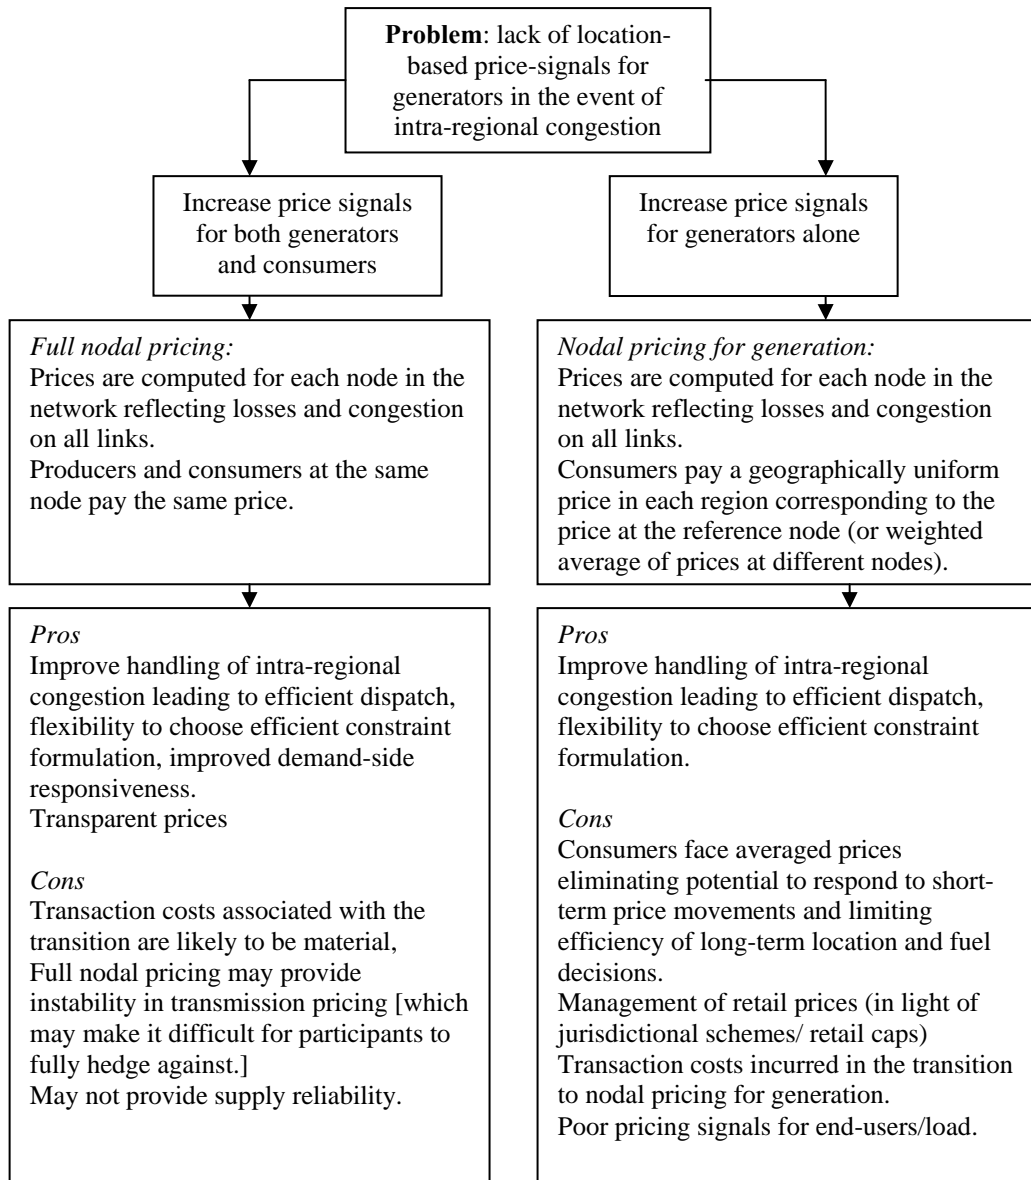 Problem: lack of location-
based price-signals for
generators in the event of
intra-regional congestion
Increase price signals
for both generators
and consumers
Increase price signals
for generators alone
Full nodal pricing:
Prices are computed for each node in the
network reflecting losses and congestion
on all links.
Producers and consumers at the same
node pay the same price.
Nodal pricing for generation:
Prices are computed for each node in the
network reflecting losses and congestion
on all links.
Consumers pay a geographically uniform
price in each region corresponding to the
price at the reference node (or weighted
average of prices at different nodes).
Pros
Improve handling of intra-regional
congestion leading to efficient dispatch,
flexibility to choose efficient constraint
formulation, improved demand-side
responsiveness.
Transparent prices
Cons
Transaction costs associated with the
transition are likely to be material,
Full nodal pricing may provide
instability in transmission pricing [which
may make it difficult for participants to
fully hedge against.]
May not provide supply reliability.
Pros
Improve handling of intra-regional
congestion leading to efficient dispatch,
flexibility to choose efficient constraint
formulation.
Cons
Consumers face averaged prices
eliminating potential to respond to short-
term price movements and limiting
efficiency of long-term location and fuel
decisions.
Management of retail prices (in light of
jurisdictional schemes/ retail caps)
Transaction costs incurred in the transition
to nodal pricing for generation.
Poor pricing signals for end-users/load.